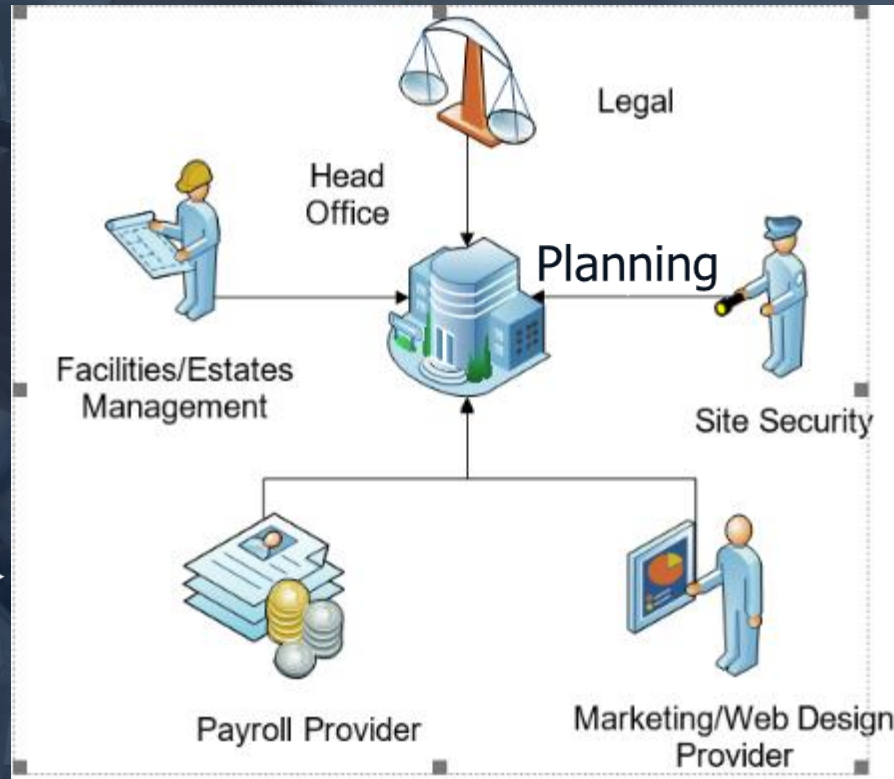 Legal
Head
Office
Planning
Facilities/Estates
Management
Site Security
Payroll Provider
Marketing/Web Design
Provider